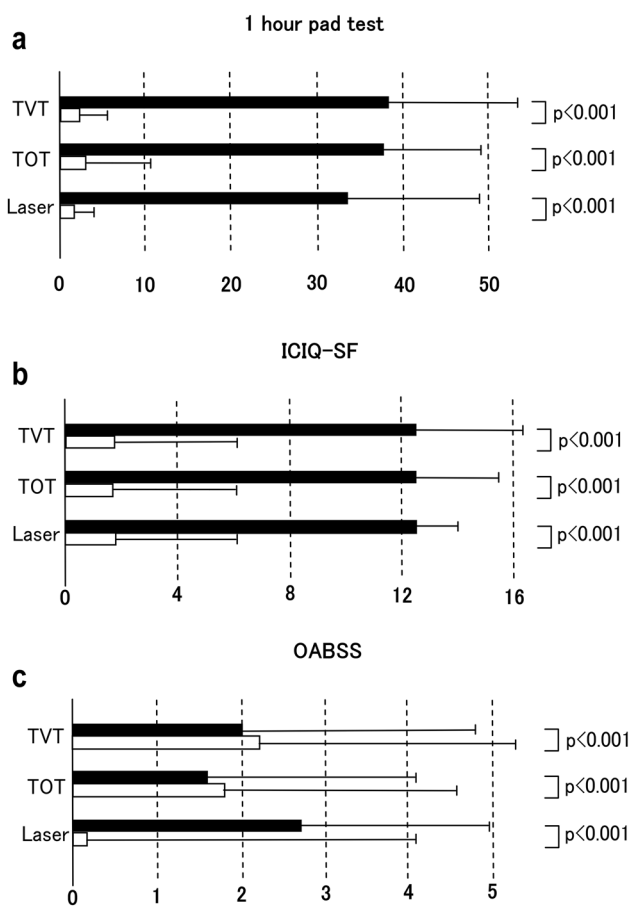 a
1 hour pad test
TVT p<0.001
TOT p<0.001
Laser p<0.001
0 10 20 30 40 50
b
ICIQ-SF
TVT p<0.001
TOT p<0.001
Laser p<0.001
0 4 8 12 16
c
OABSS
TVT p<0.001
TOT p<0.001
Laser p<0.001
0 1 2 3 4 5